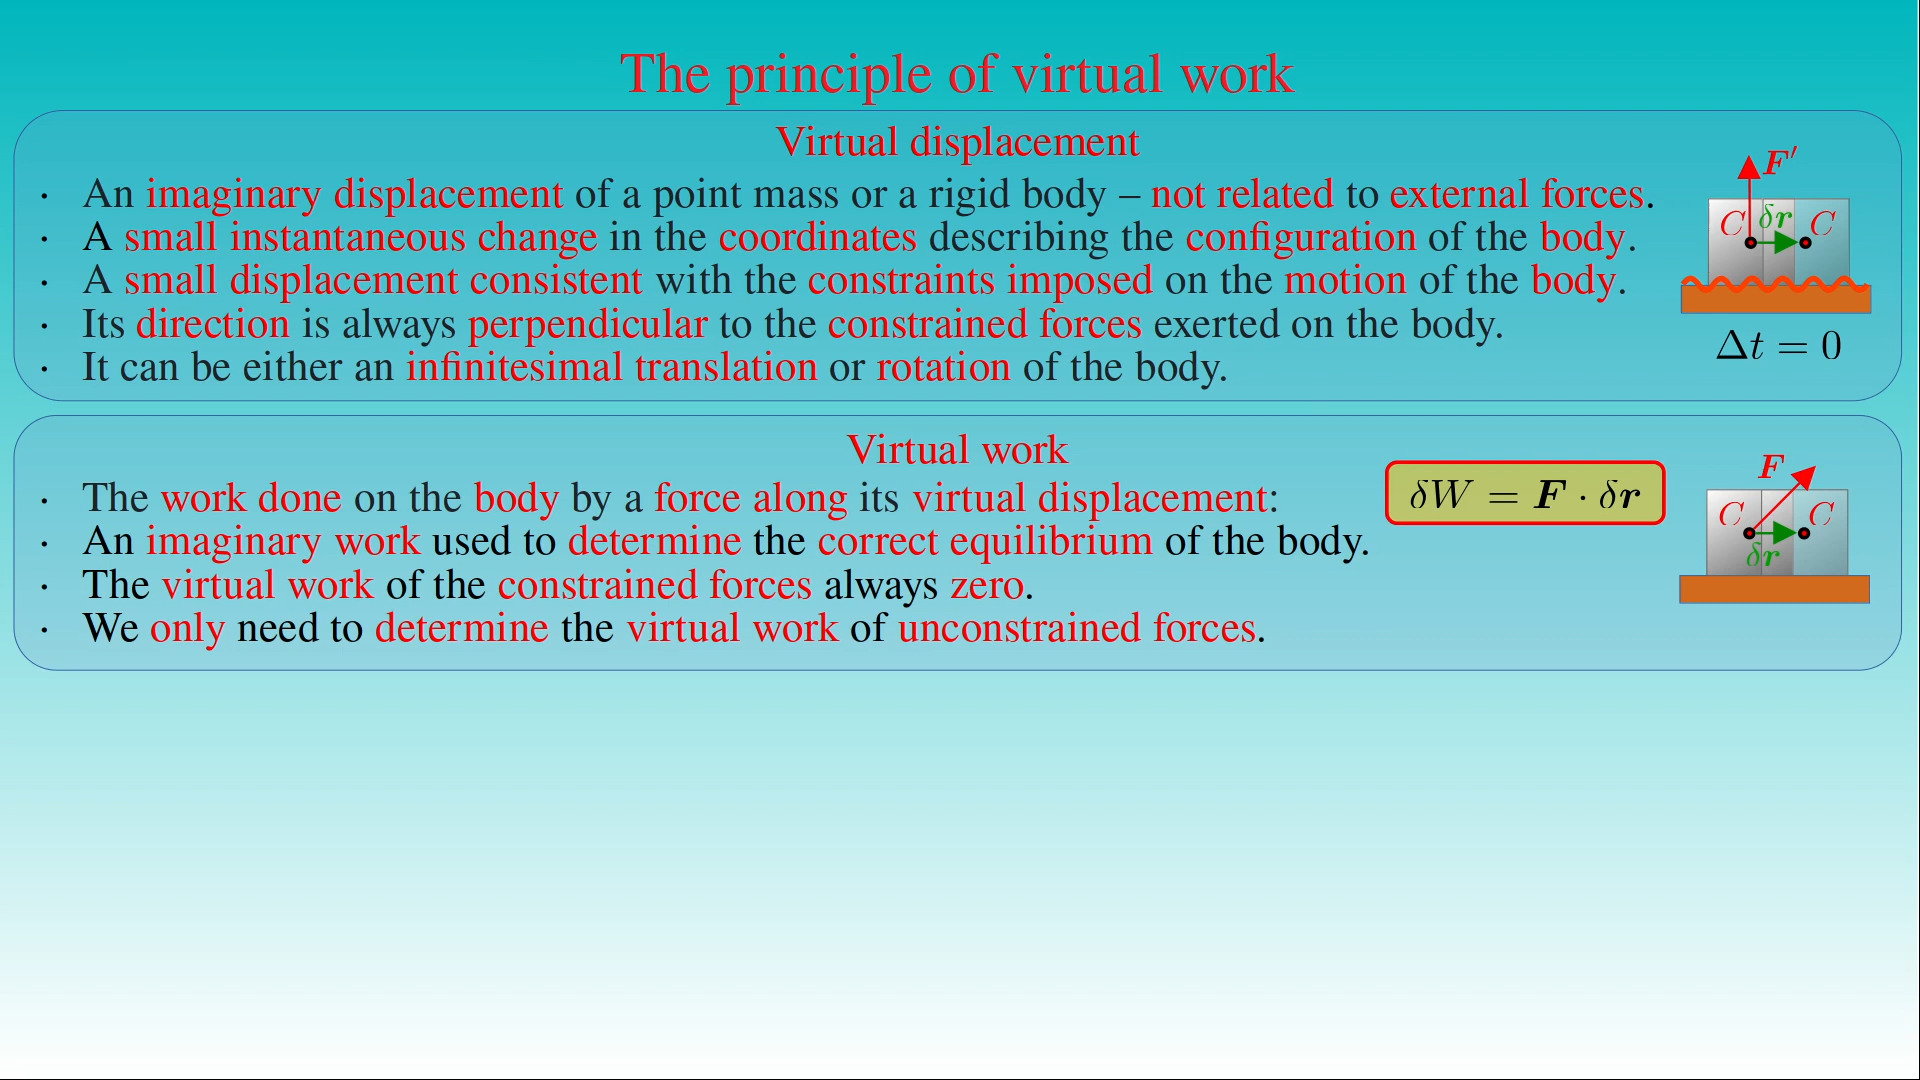 The principle of virtual work
Virtual displacement
· An imaginary displacement of a point mass or a rigid body – not related to external forces.
· A small instantaneous change in the coordinates describing the configuration of the body.
· A small displacement consistent with the constraints imposed on the motion of the body.
· Its direction is always perpendicular to the constrained forces exerted on the body.
· It can be either an infinitesimal translation or rotation of the body.
F′
C δr C
Δt = 0
Virtual work
· The work done on the body by a force along its virtual displacement:
δW = F · δr
· An imaginary work used to determine the correct equilibrium of the body.
· The virtual work of the constrained forces always zero.
· We only need to determine the virtual work of unconstrained forces.
F
C C
δr